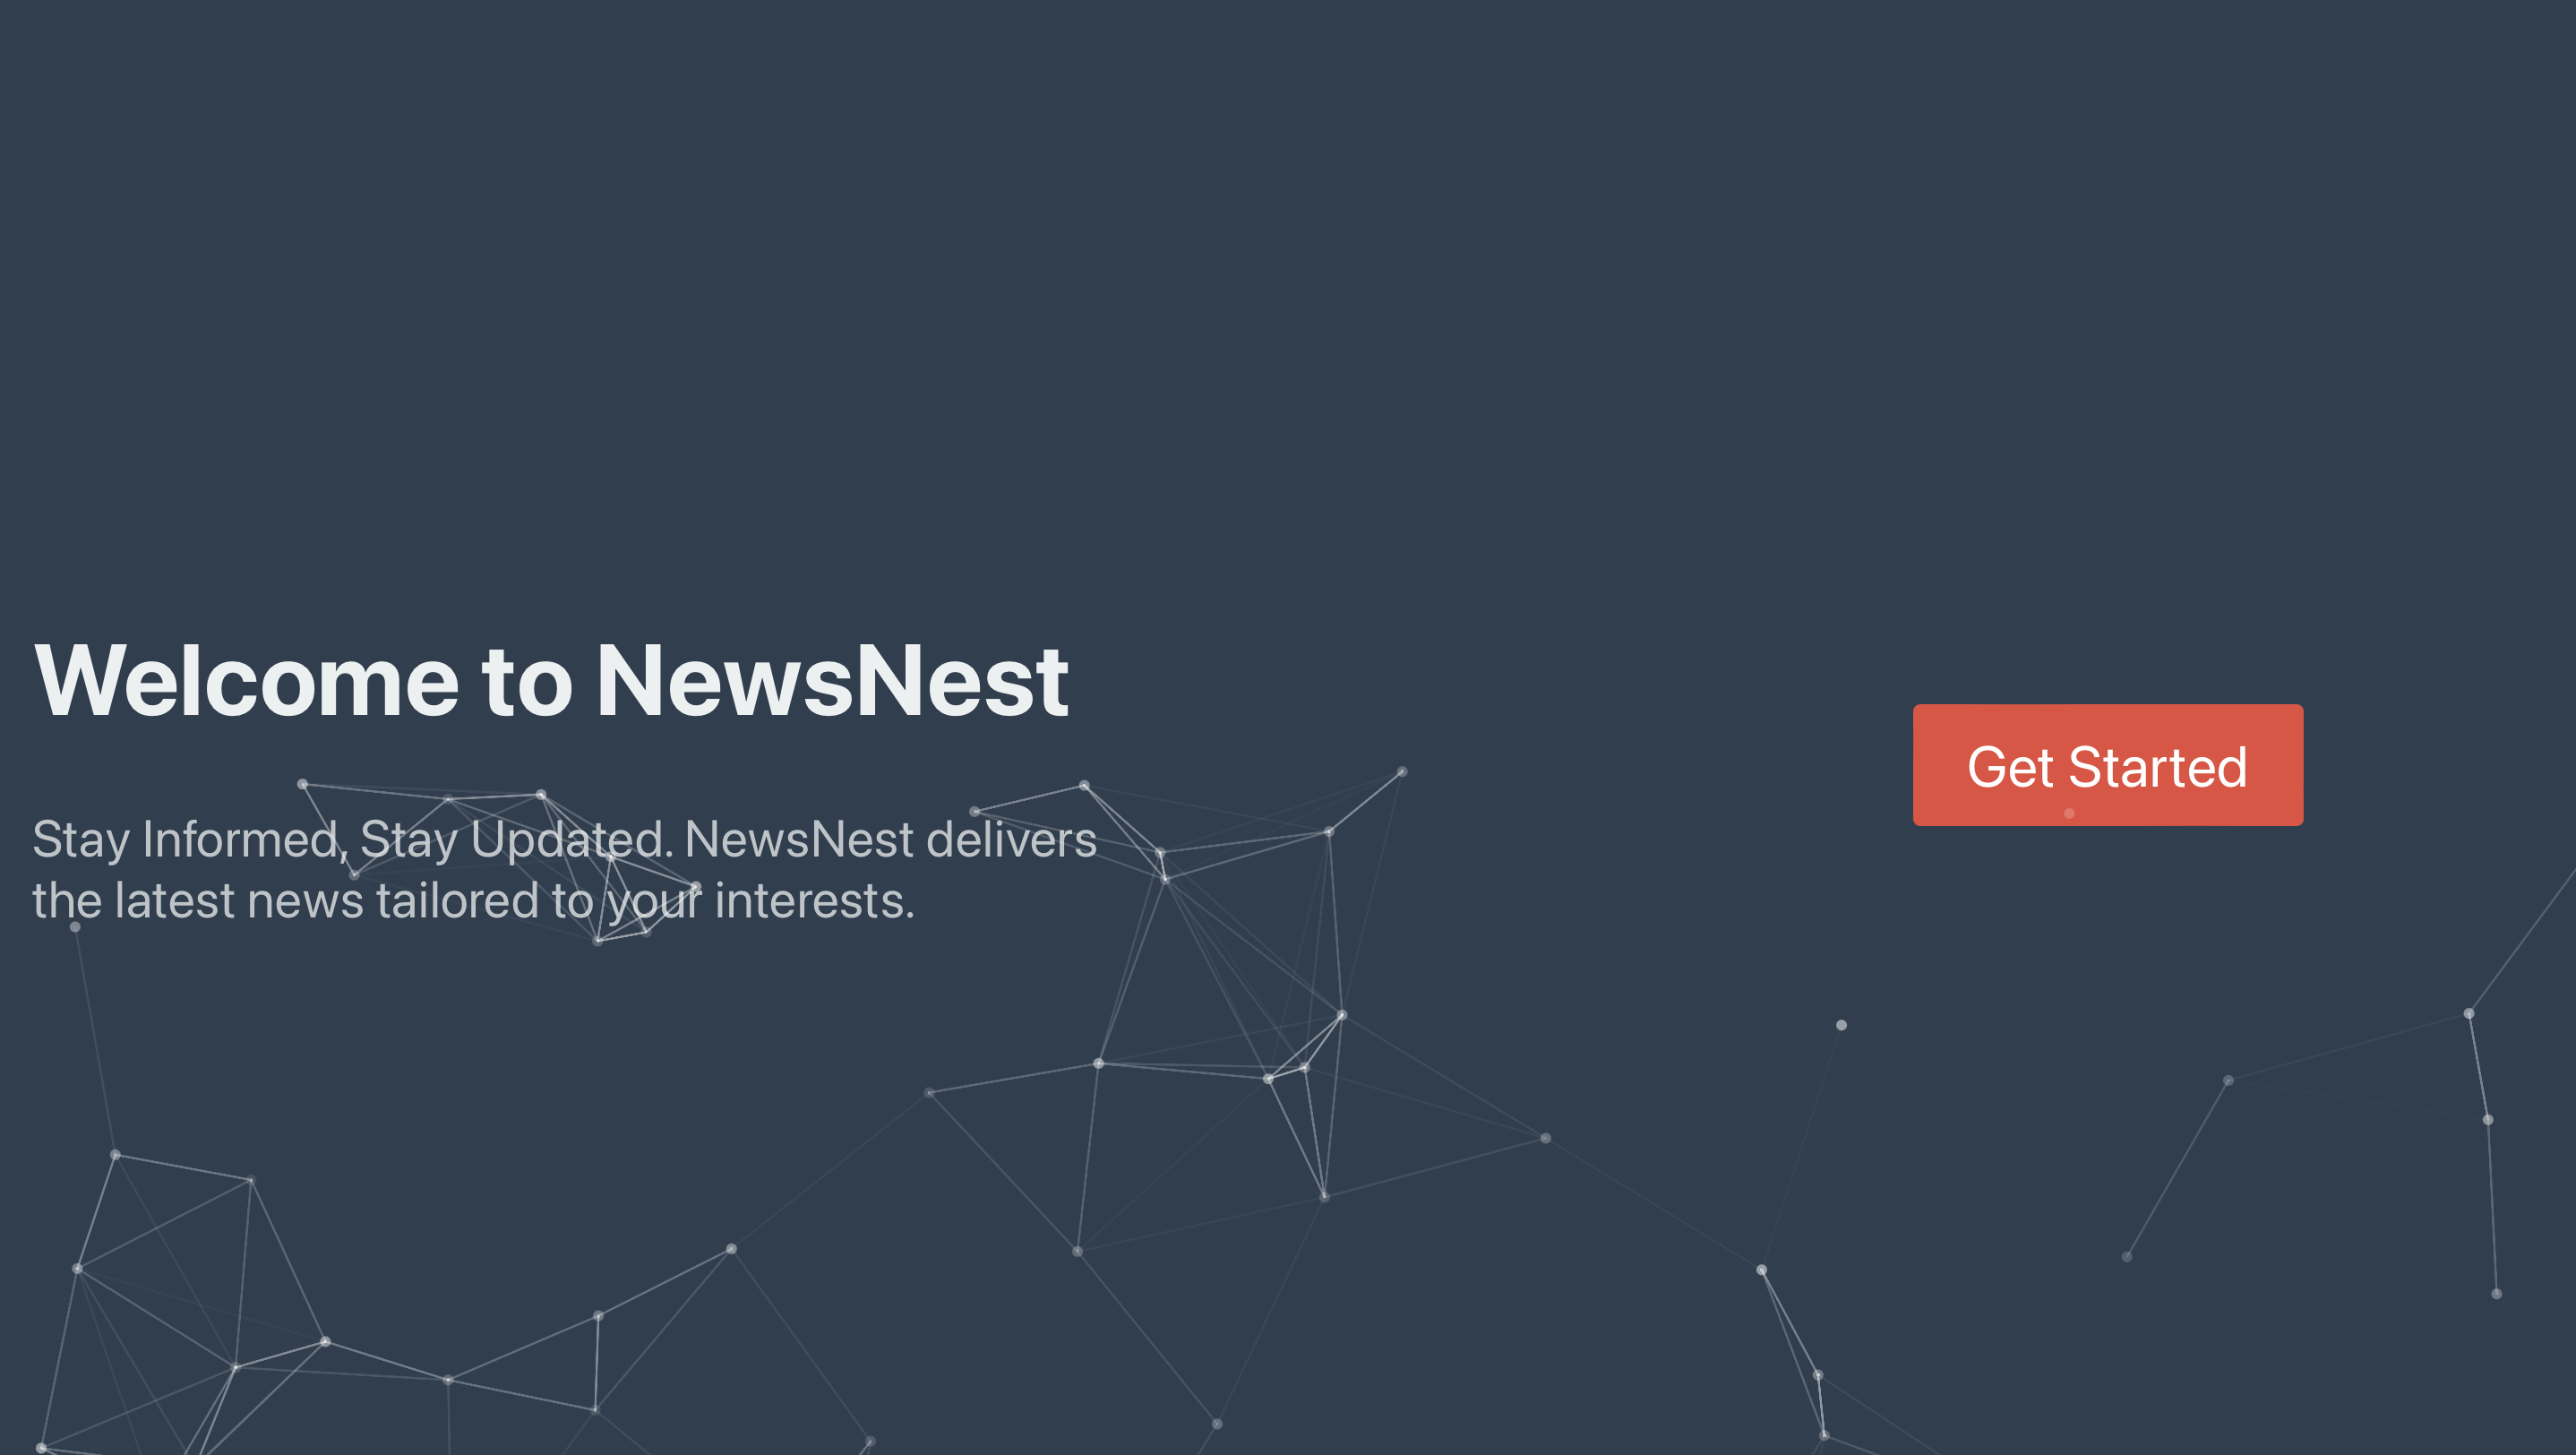 Welcome to NewsNest
Stay Informed, Stay Updated. NewsNest delivers
the latest news tailored to your interests.
Get Started